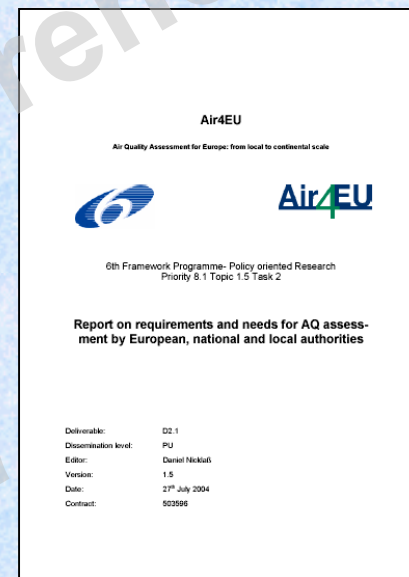 Air4EU
Air Quality Assessment for Europe: from local to continental scale
6
Air4EU
6th Framework Programme- Policy oriented Research
Priority 8.1 Topic 1.5 Task 2
Report on requirements and needs for AQ assess-
ment by European, national and local authorities
Deliverable: D2.1
Dissemination level: PU
Editor: Daniel Nicklaß
Version: 1.5
Date: 27th July 2004
Contract: 503596